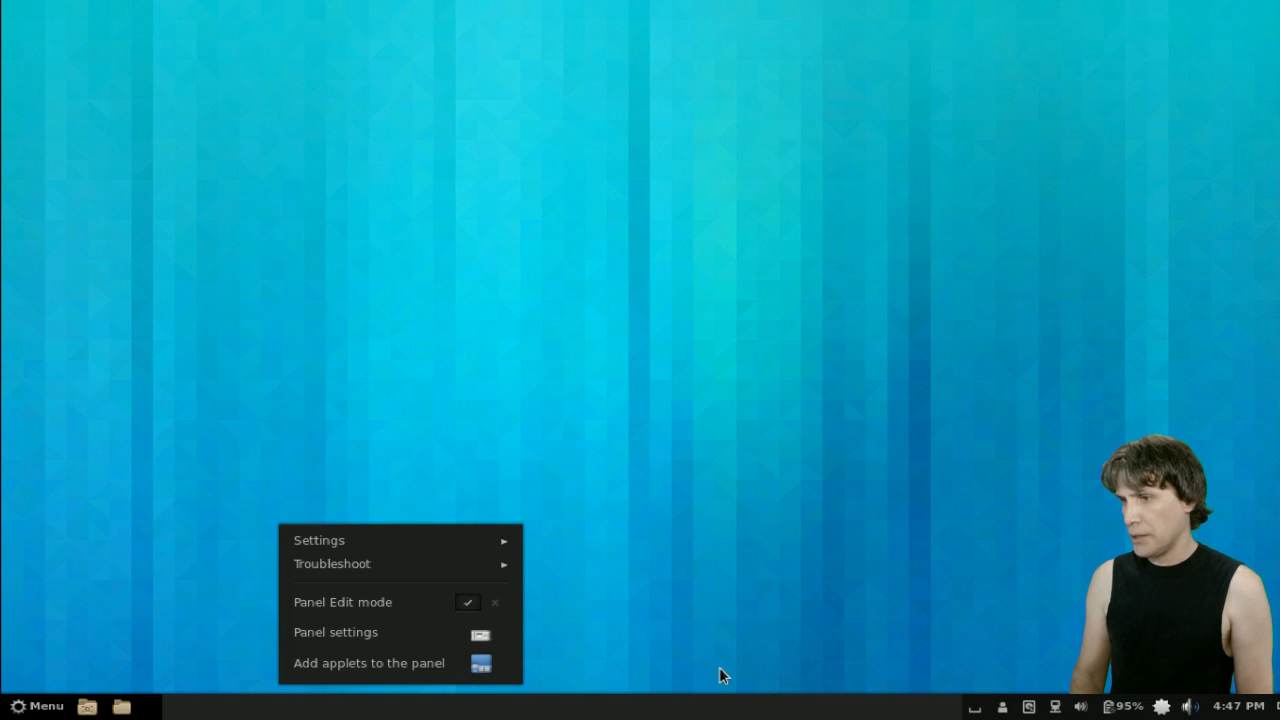 Settings
Troubleshoot
Panel Edit mode
Panel settings
Add applets to the panel
Menu
95%
4:47 PM